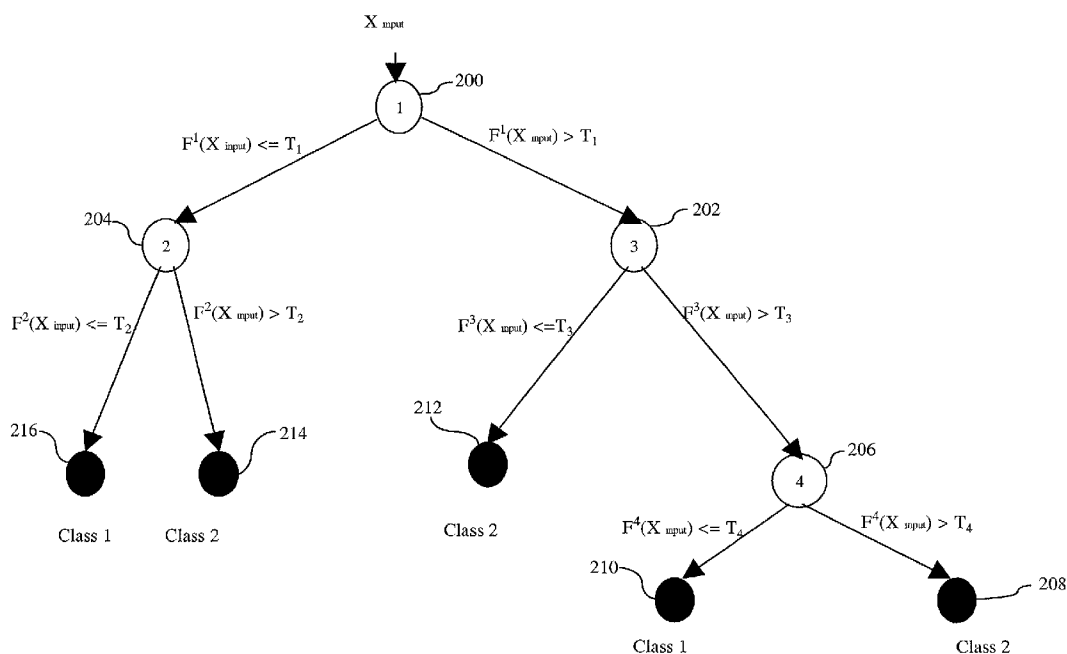 X input
200
1
F¹(X input) <= T₁
F¹(X input) > T₁
204
2
202
3
F²(X input) <= T₂
F²(X input) > T₂
F³(X input) <=T₃
F³(X input) > T₃
216
214
212
206
4
Class 1
Class 2
Class 2
F⁴(X input) <= T₄
F⁴(X input) > T₄
210
208
Class 1
Class 2